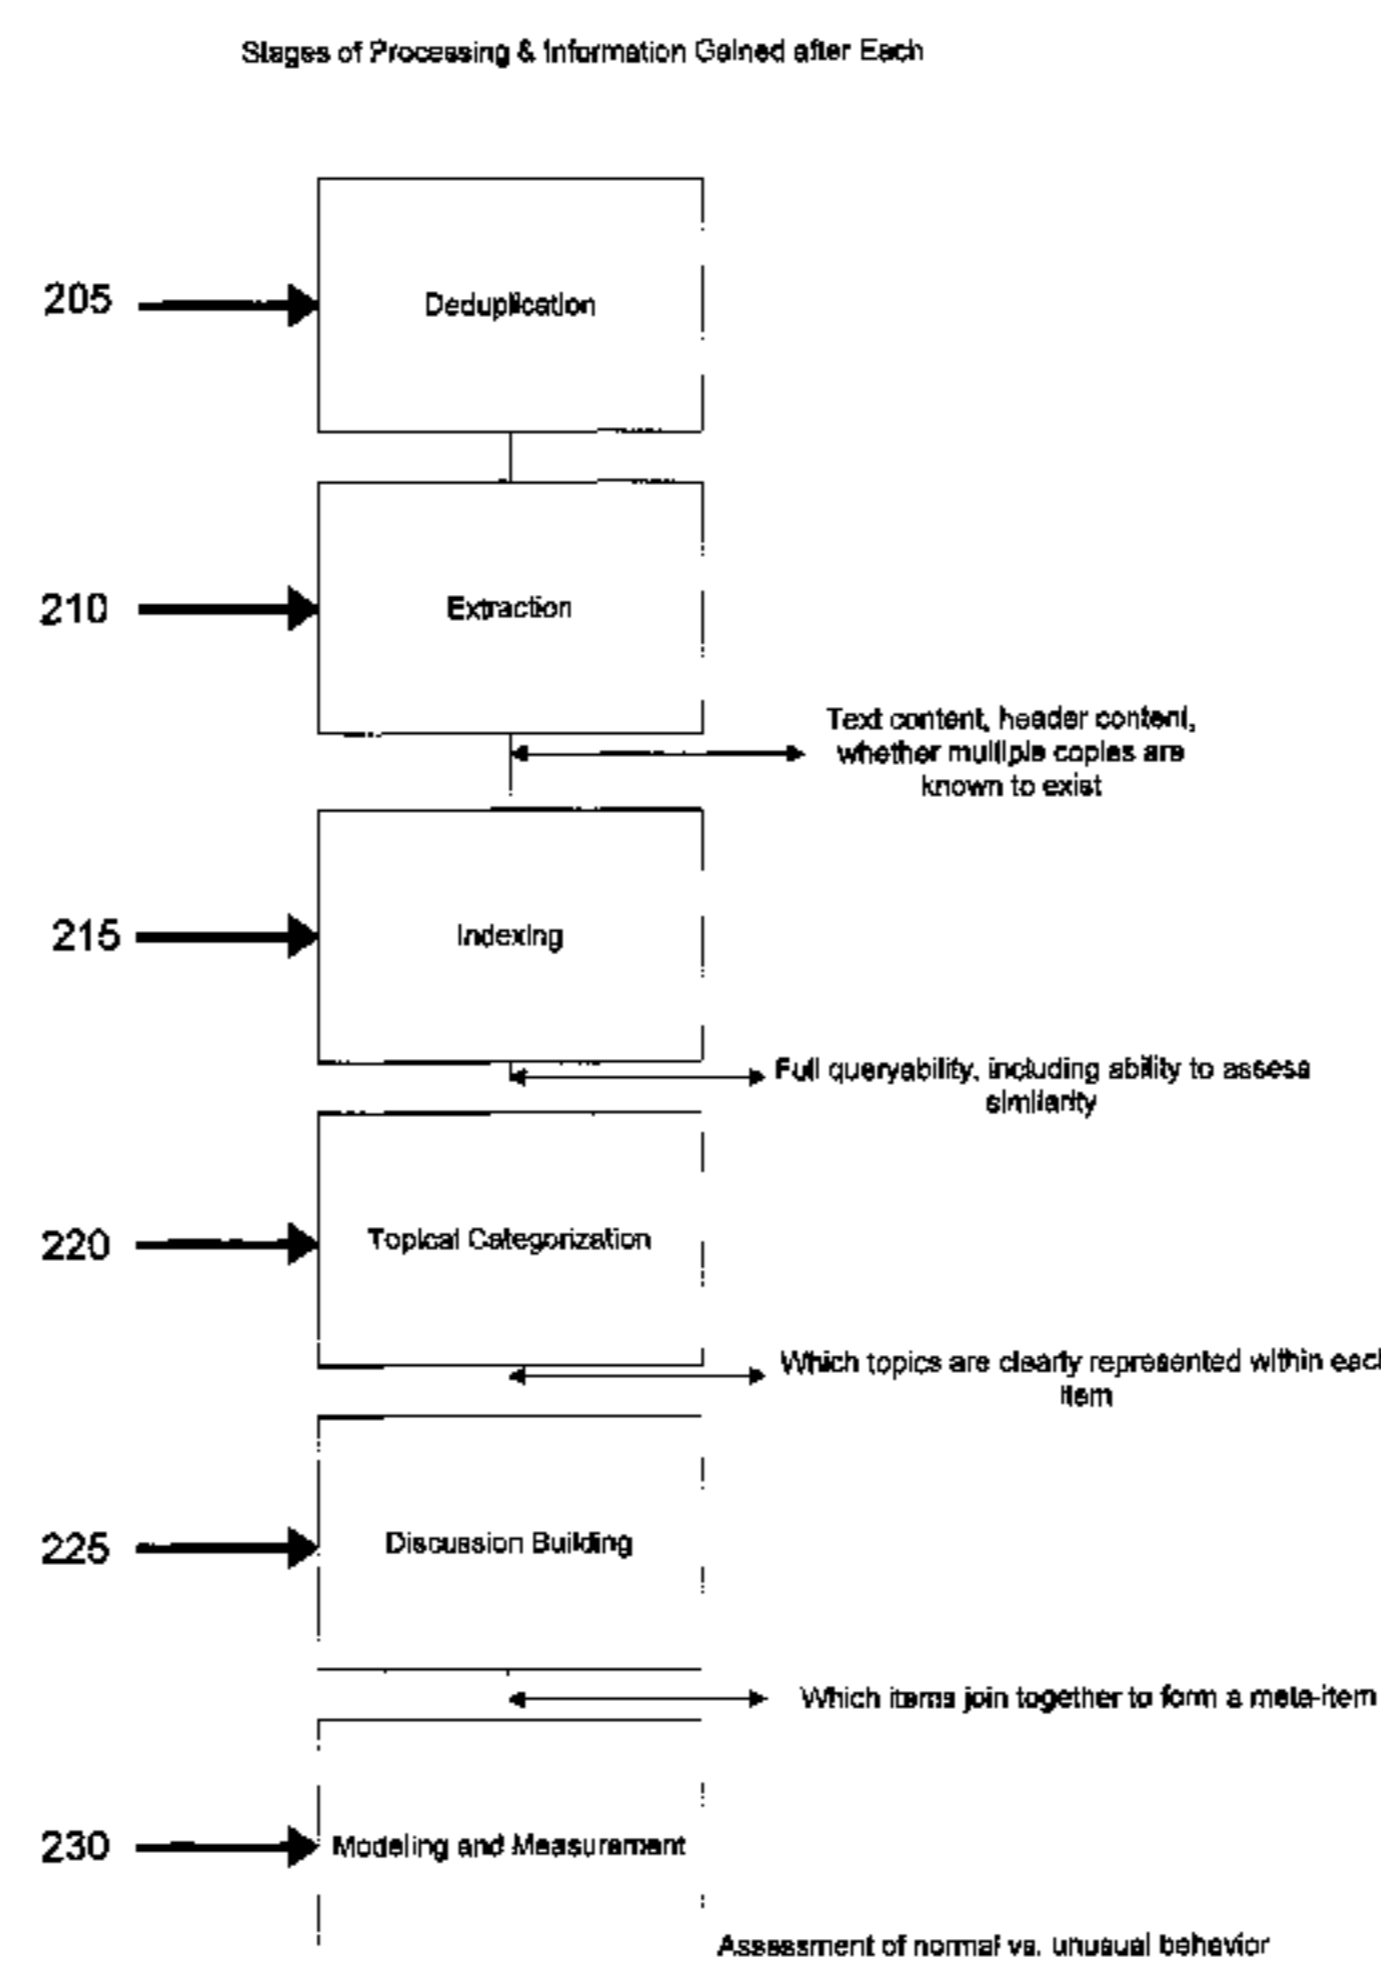 Stages of Processing & Information Gained after Each
205
Deduplication
210
Extraction
Text content, header content,
whether multiple copies are
known to exist
215
Indexing
Full queryability, including ability to assess
similarity
220
Topical Categorization
Which topics are clearly represented within each
item
225
Discussion Building
Which items join together to form a meta-item
230
Modeling and Measurement
Assessment of normal vs. unusual behavior